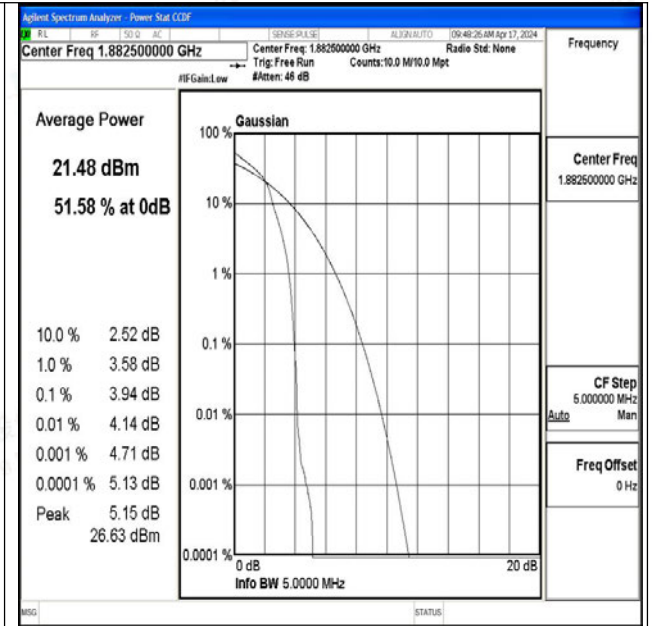 Agilent Spectrum Analyzer - Power Stat CCDF
RL RF 50 Ω AC SENSE:PULSE ALIGN AUTO 09:48:26 AM Apr 17, 2024
Center Freq 1.882500000 GHz
Center Freq: 1.882500000 GHz Radio Std: None
Trig: Free Run Counts:10.0 M/10.0 Mpt
#IFGain:Low #Atten: 46 dB
Frequency
Average Power
21.48 dBm
51.58 % at 0dB
10.0 % 2.52 dB
1.0 % 3.58 dB
0.1 % 3.94 dB
0.01 % 4.14 dB
0.001 % 4.71 dB
0.0001 % 5.13 dB
Peak 5.15 dB
26.63 dBm
Gaussian
100 %
10 %
1 %
0.1 %
0.01 %
0.001 %
0.0001 %
0 dB 20 dB
Info BW 5.0000 MHz
Center Freq
1.882500000 GHz
CF Step
5.000000 MHz
Auto Man
Freq Offset
0 Hz
MSG STATUS